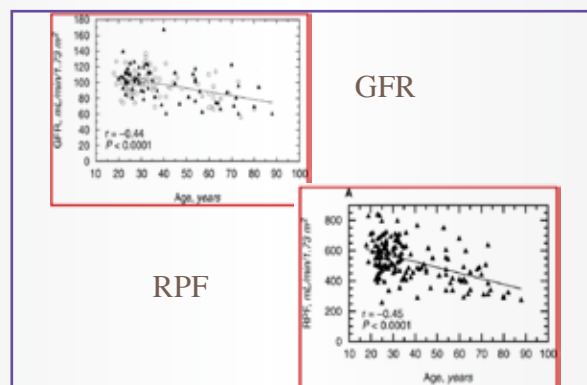 GFR
GFR, mL/min/1.73 m²
180
160
140
120
100
80
60
40
20
0
r = –0.44
P < 0.0001
10 20 30 40 50 60 70 80 90 100
Age, years
RPF
A
RPF, mL/min/1.73 m²
800
600
400
200
0
r = –0.45
P < 0.0001
10 20 30 40 50 60 70 80 90 100
Age, years